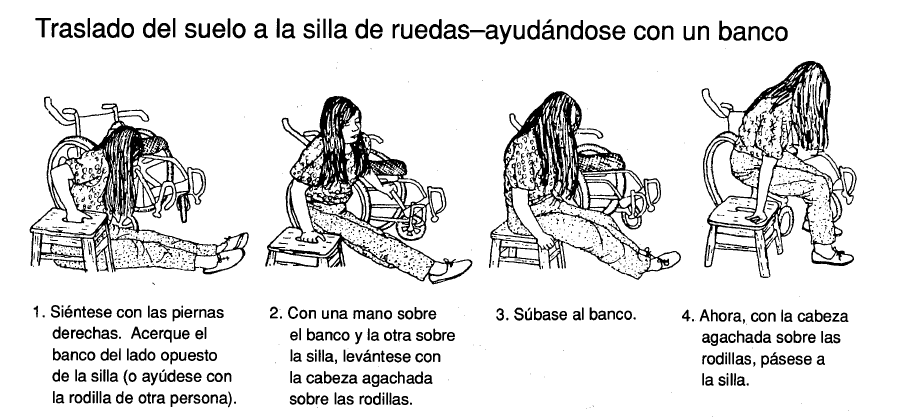 Traslado del suelo a la silla de ruedas–ayudándose con un banco
1. Siéntese con las piernas
derechas. Acerque el
banco del lado opuesto
de la silla (o ayúdese con
la rodilla de otra persona).
2. Con una mano sobre
el banco y la otra sobre
la silla, levántese con
la cabeza agachada
sobre las rodillas.
3. Súbase al banco.
4. Ahora, con la cabeza
agachada sobre las
rodillas, pásese a
la silla.